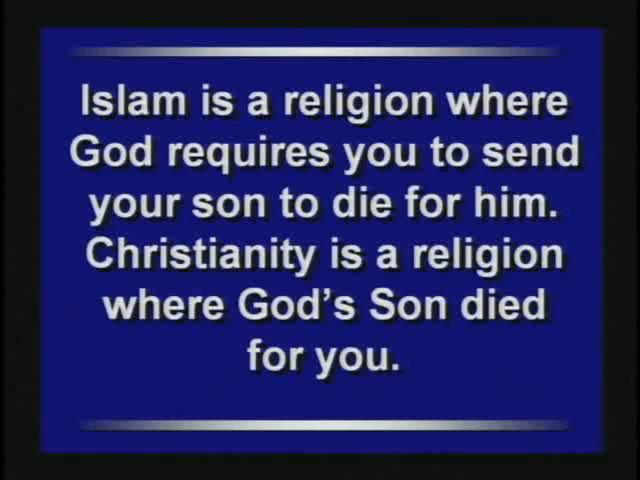 Islam is a religion where
God requires you to send
your son to die for him.
Christianity is a religion
where God's Son died
for you.